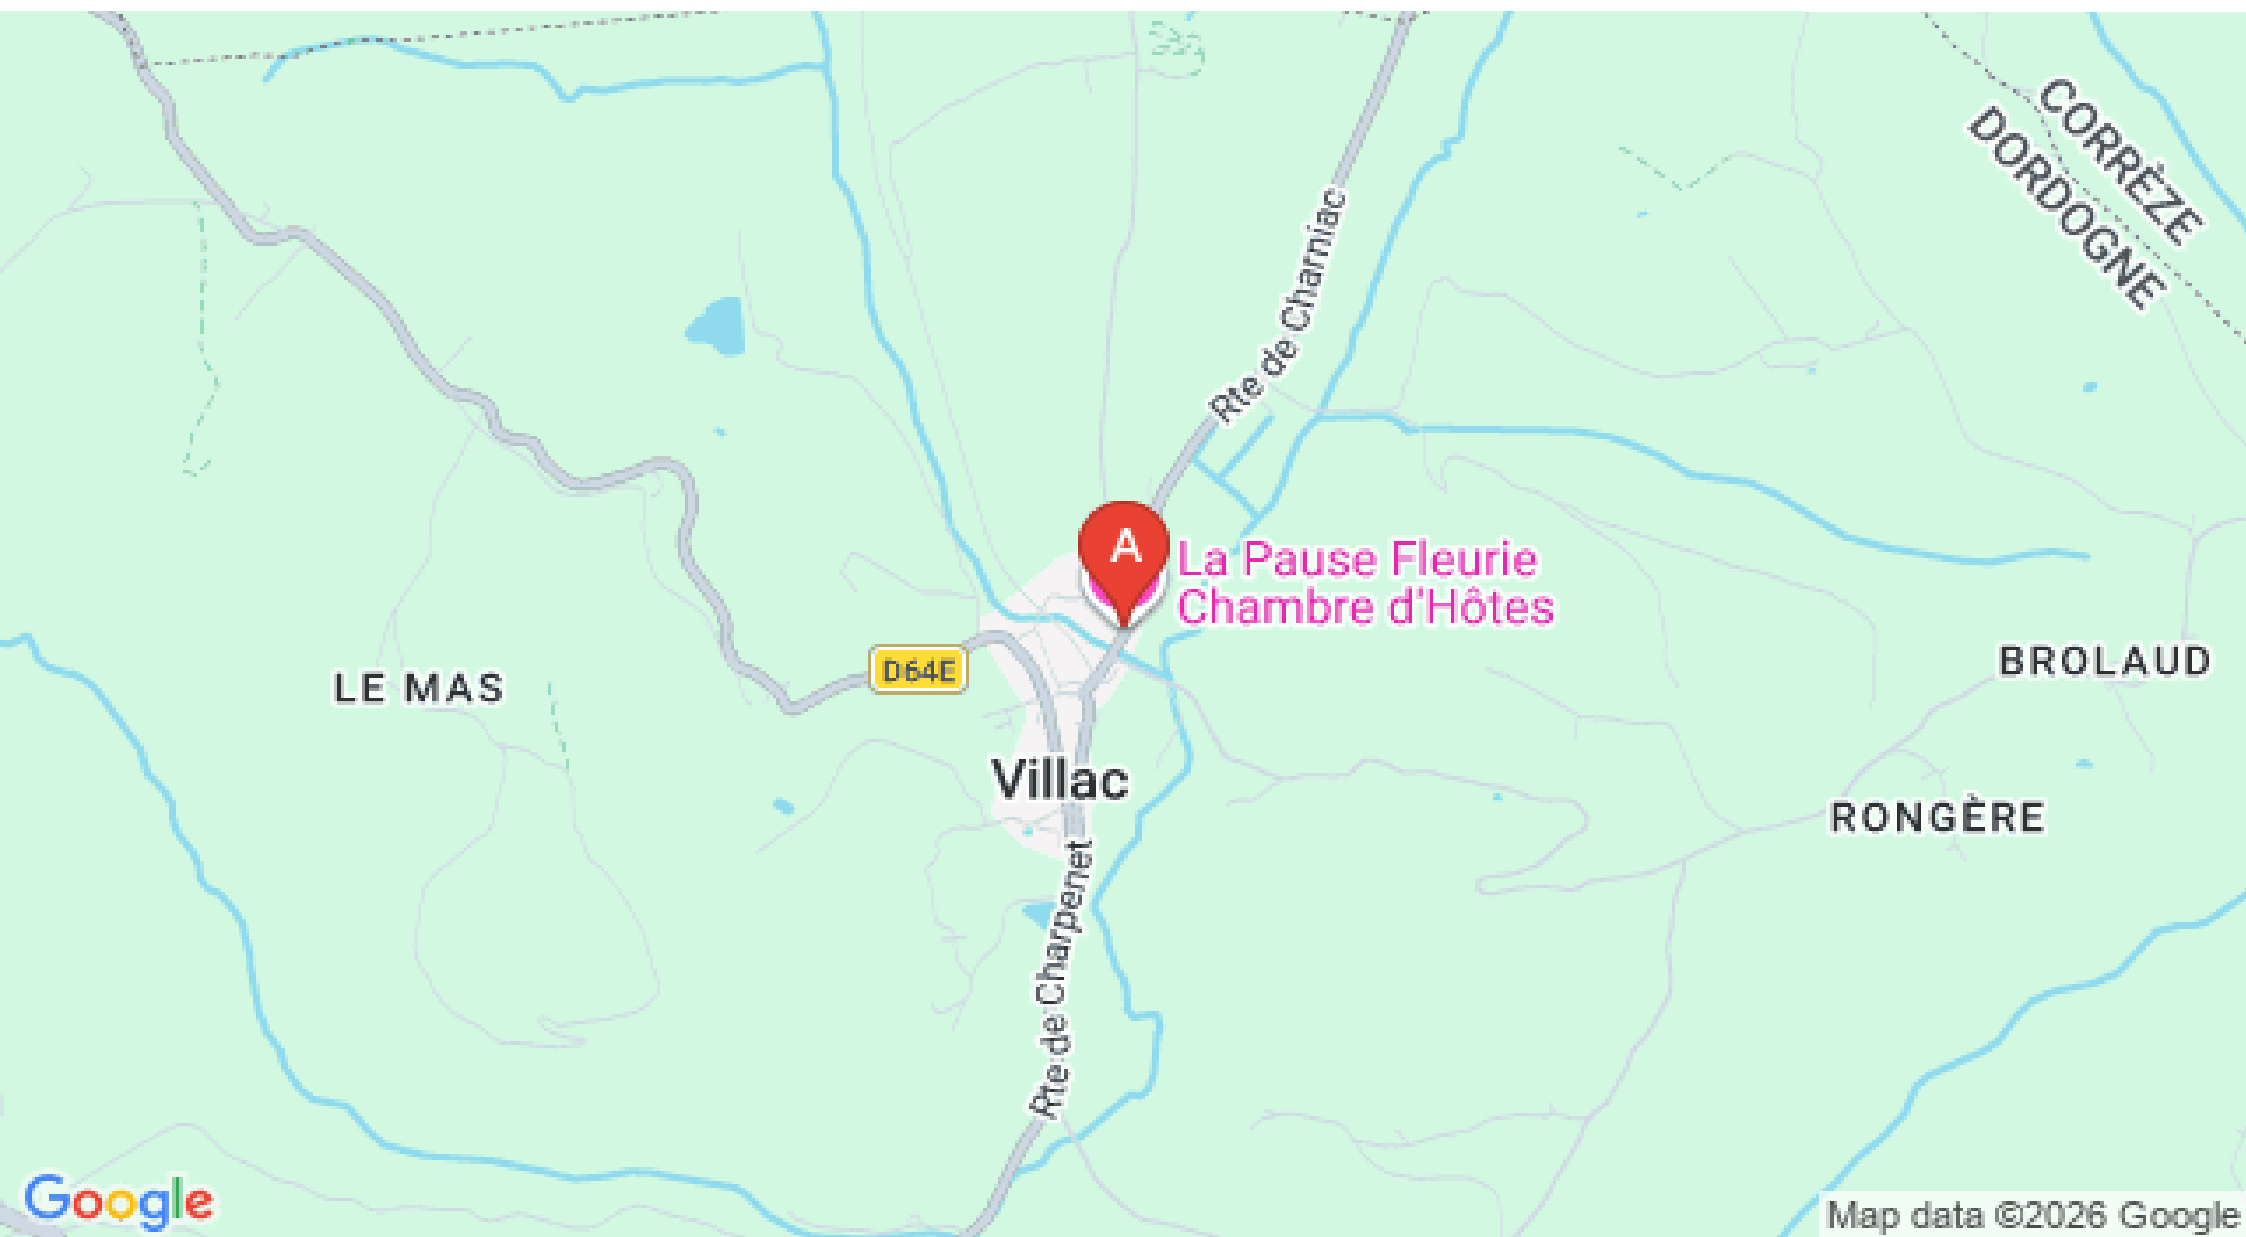 CORRÈZE
DORDOGNE
Rte de Charniac
A
La Pause Fleurie
Chambre d'Hôtes
D64E
LE MAS
BROLAUD
Villac
RONGÈRE
Rte de Charpenet
Google
Map data ©2026 Google